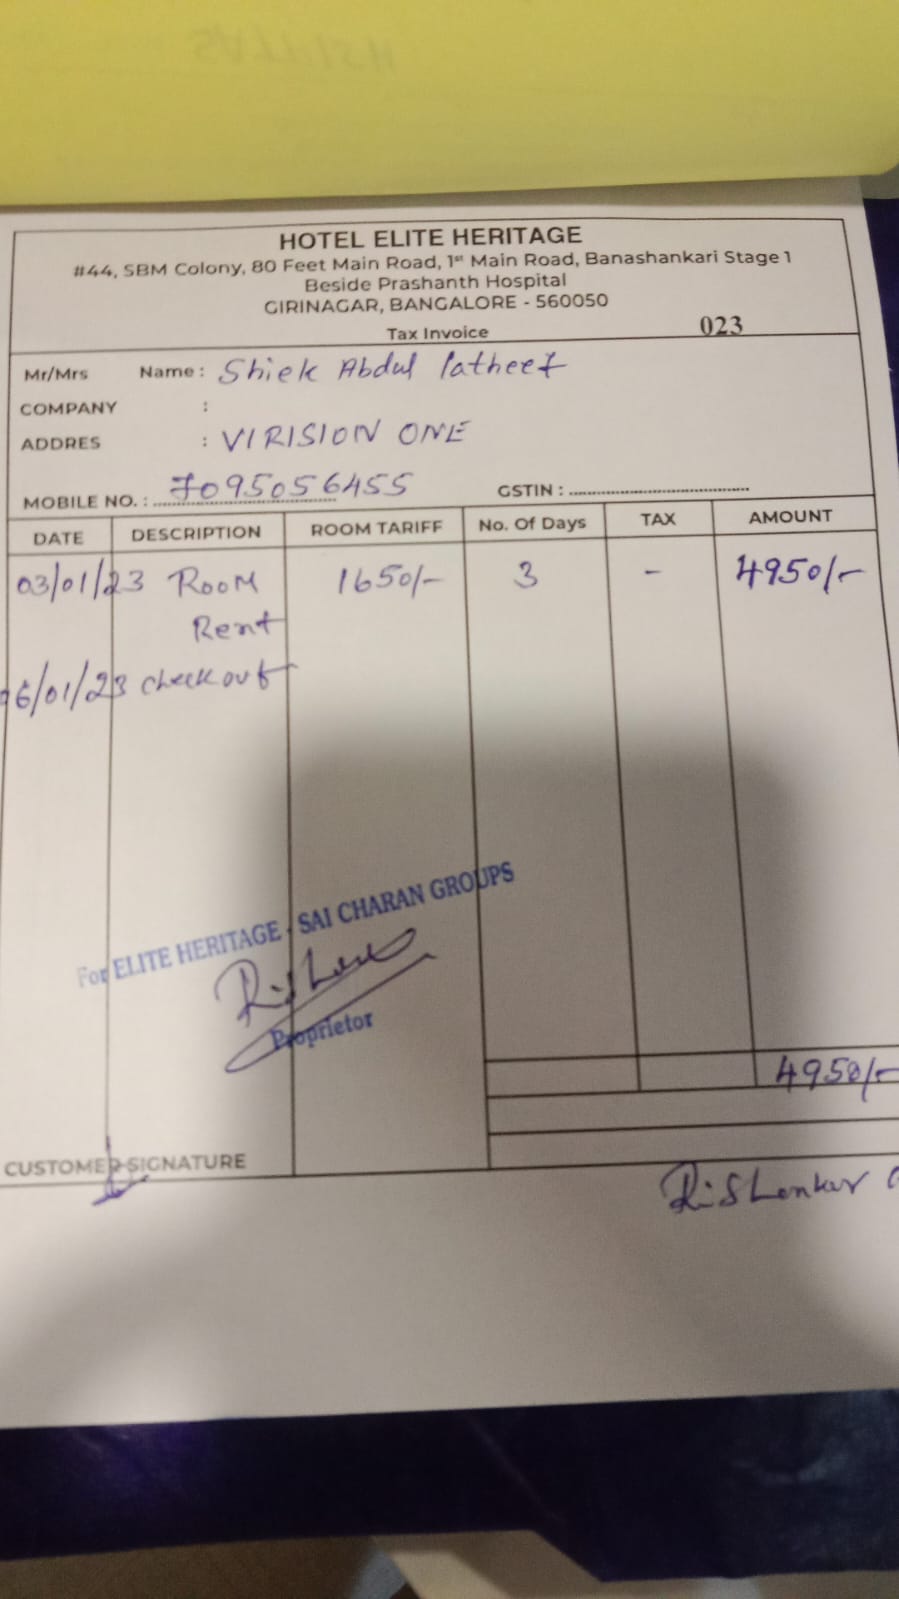 HOTEL ELITE HERITAGE
#44, SBM Colony, 80 Feet Main Road, 1st Main Road, Banashankari Stage 1
Beside Prashanth Hospital
GIRINAGAR, BANGALORE - 560050
Tax Invoice 023
Mr/Mrs Name : Shiek Abdul latheef
COMPANY :
ADDRES : VIRISION ONE
MOBILE NO. : 7095056455 GSTIN :
DATE DESCRIPTION ROOM TARIFF No. Of Days TAX AMOUNT
03/01/23 Room 1650/- 3 - 4950/-
Rent
06/01/23 check out
For ELITE HERITAGE - SAI CHARAN GROUPS
Proprietor
4950/-
CUSTOMER SIGNATURE